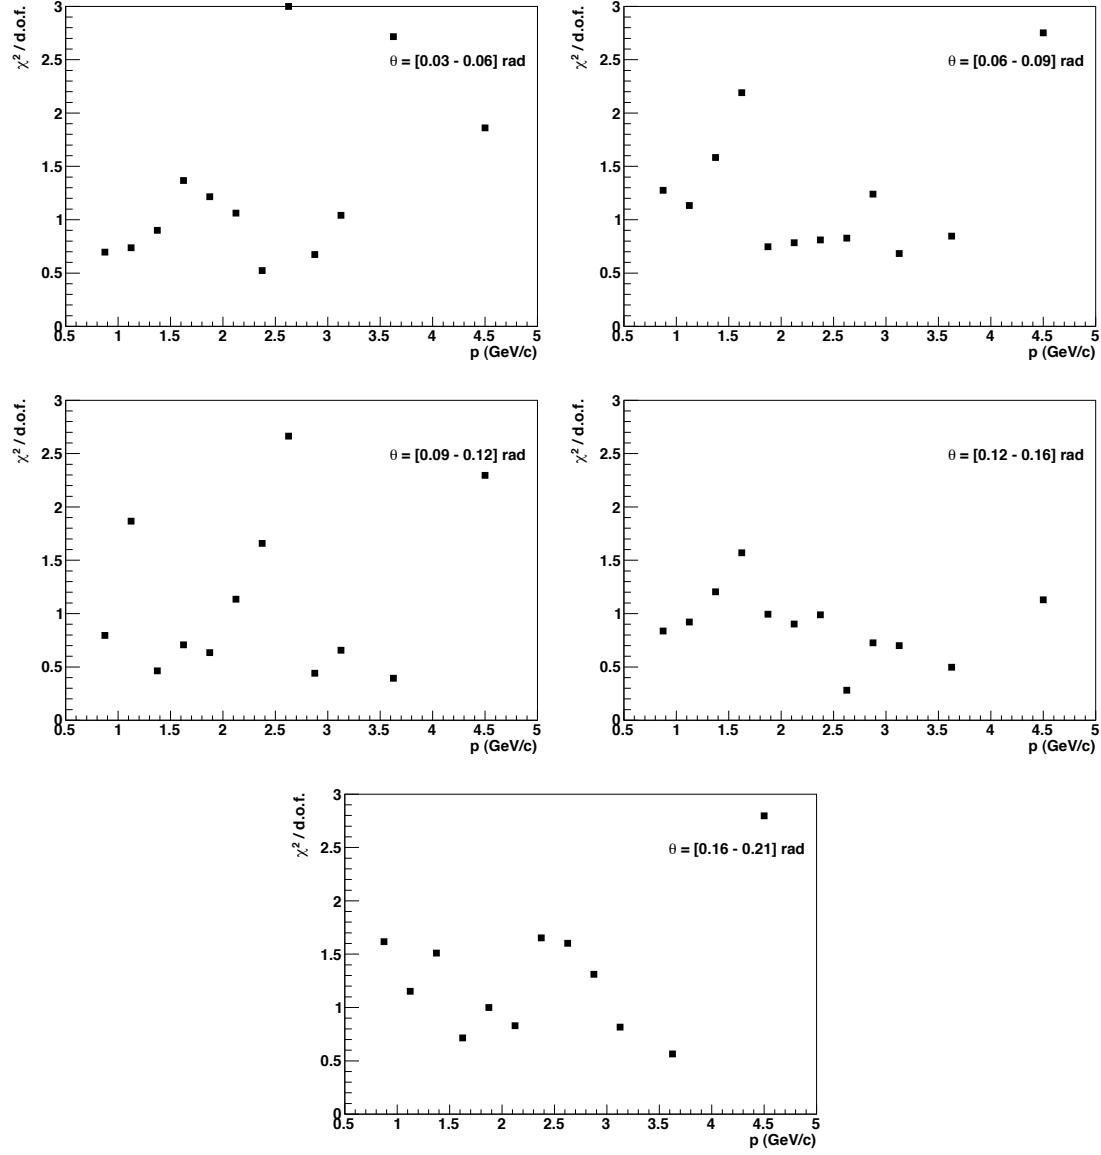 χ² / d.o.f.
θ = [0.03 - 0.06] rad
3
2.5
2
1.5
1
0.5
0
0.5 1 1.5 2 2.5 3 3.5 4 4.5 5
p (GeV/c)
χ² / d.o.f.
θ = [0.06 - 0.09] rad
3
2.5
2
1.5
1
0.5
0
0.5 1 1.5 2 2.5 3 3.5 4 4.5 5
p (GeV/c)
χ² / d.o.f.
θ = [0.09 - 0.12] rad
3
2.5
2
1.5
1
0.5
0
0.5 1 1.5 2 2.5 3 3.5 4 4.5 5
p (GeV/c)
χ² / d.o.f.
θ = [0.12 - 0.16] rad
3
2.5
2
1.5
1
0.5
0
0.5 1 1.5 2 2.5 3 3.5 4 4.5 5
p (GeV/c)
χ² / d.o.f.
θ = [0.16 - 0.21] rad
3
2.5
2
1.5
1
0.5
0
0.5 1 1.5 2 2.5 3 3.5 4 4.5 5
p (GeV/c)